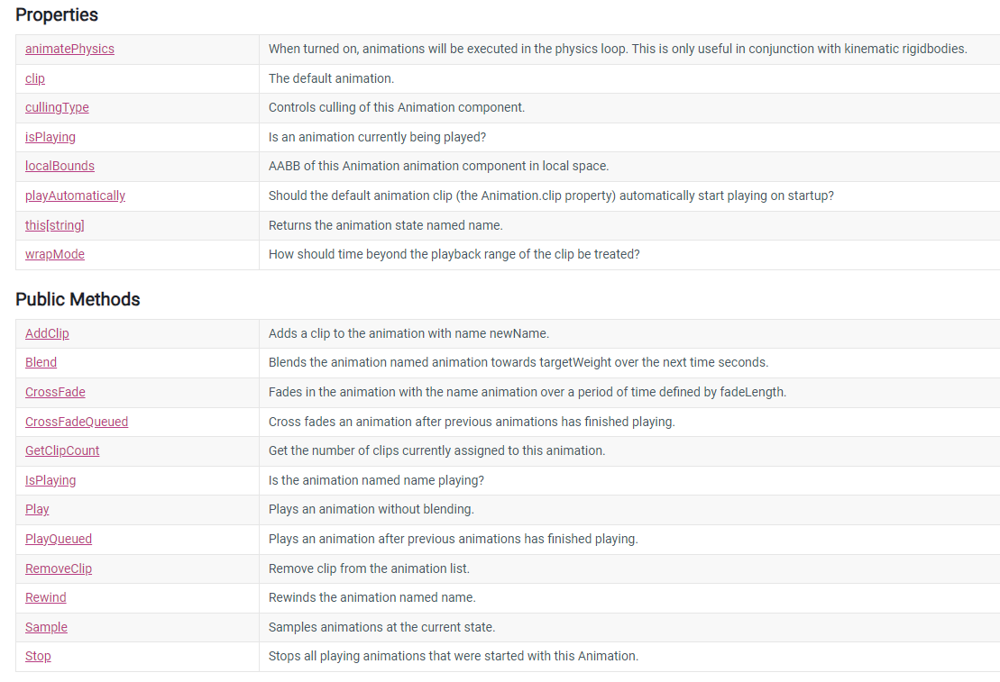 Properties
animatePhysics When turned on, animations will be executed in the physics loop. This is only useful in conjunction with kinematic rigidbodies.
clip The default animation.
cullingType Controls culling of this Animation component.
isPlaying Is an animation currently being played?
localBounds AABB of this Animation animation component in local space.
playAutomatically Should the default animation clip (the Animation.clip property) automatically start playing on startup?
this[string] Returns the animation state named name.
wrapMode How should time beyond the playback range of the clip be treated?
Public Methods
AddClip Adds a clip to the animation with name newName.
Blend Blends the animation named animation towards targetWeight over the next time seconds.
CrossFade Fades in the animation with the name animation over a period of time defined by fadeLength.
CrossFadeQueued Cross fades an animation after previous animations has finished playing.
GetClipCount Get the number of clips currently assigned to this animation.
IsPlaying Is the animation named name playing?
Play Plays an animation without blending.
PlayQueued Plays an animation after previous animations has finished playing.
RemoveClip Remove clip from the animation list.
Rewind Rewinds the animation named name.
Sample Samples animations at the current state.
Stop Stops all playing animations that were started with this Animation.